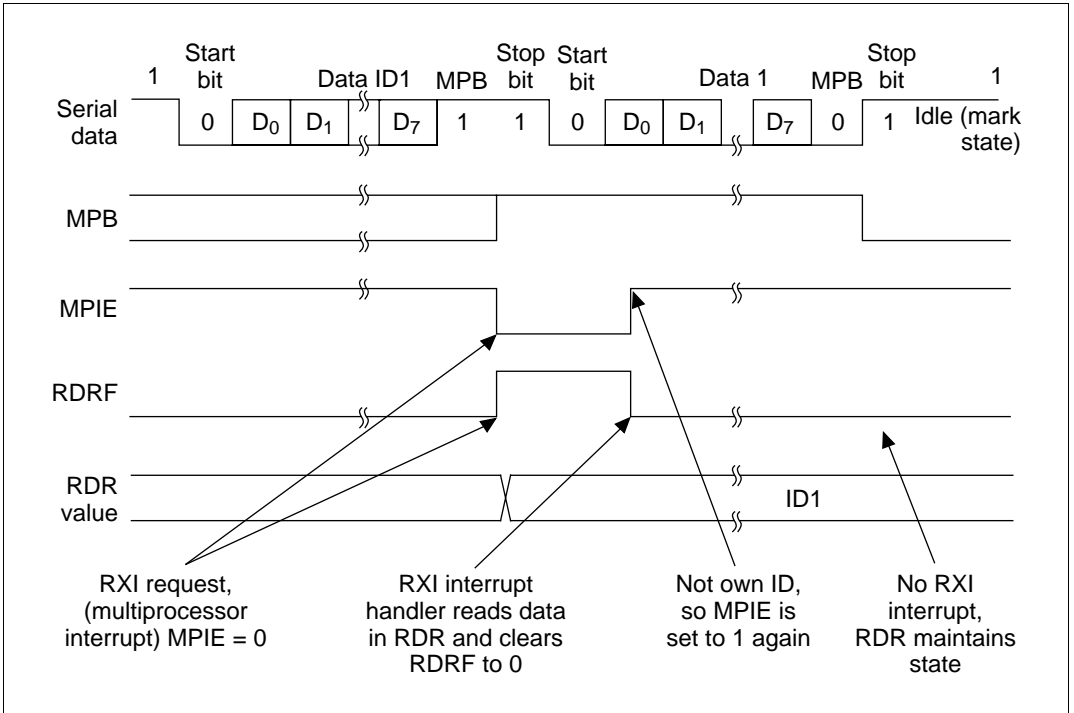 1 Start bit Data ID1 MPB Stop bit Start bit Data 1 MPB Stop bit 1
Serial data 0 D0 D1 D7 1 1 0 D0 D1 D7 0 1 Idle (mark state)
MPB
MPIE
RDRF
RDR value ID1
RXI request,
(multiprocessor
interrupt) MPIE = 0
RXI interrupt
handler reads data
in RDR and clears
RDRF to 0
Not own ID,
so MPIE is
set to 1 again
No RXI
interrupt,
RDR maintains
state